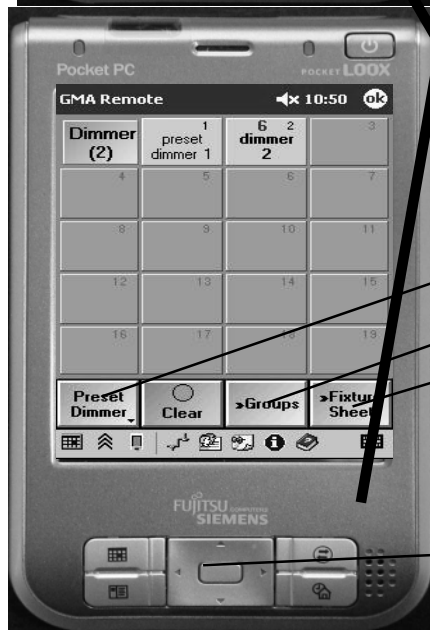 Pocket PC
POCKET LOOX
GMA Remote 10:50 ok
Dimmer
(2)
1
preset
dimmer 1
6 2
dimmer
2
3
4 5 6 7
8 9 10 11
12 13 14 15
16 17 18 19
Preset
Dimmer
Clear
»Groups
»Fixture
Sheet
FUJITSU COMPUTERS
SIEMENS